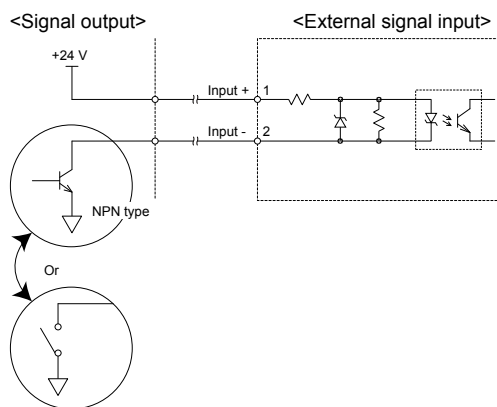 <Signal output>
<External signal input>
+24 V
Input +
1
Input -
2
NPN type
Or